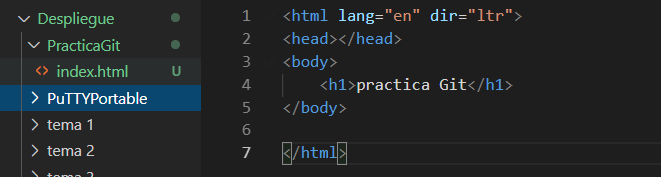 Despliegue
PracticaGit
<> index.html U
PuTTYPortable
tema 1
tema 2
1 <html lang="en" dir="ltr">
2 <head></head>
3 <body>
4 <h1>practica Git</h1>
5 </body>
6
7 </html>